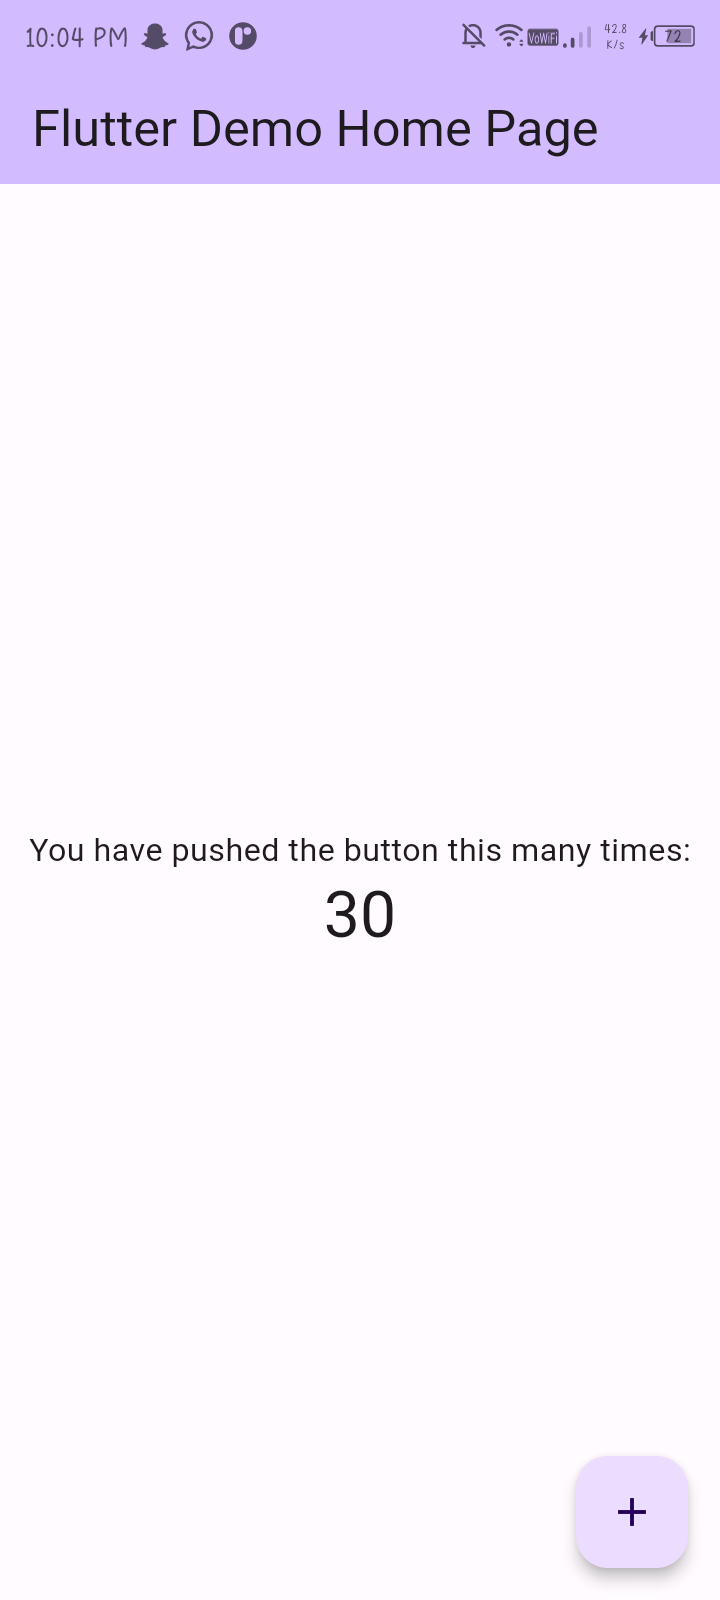 10:04 PM VoWiFi 42.8 K/s 72
Flutter Demo Home Page
You have pushed the button this many times:
30
+